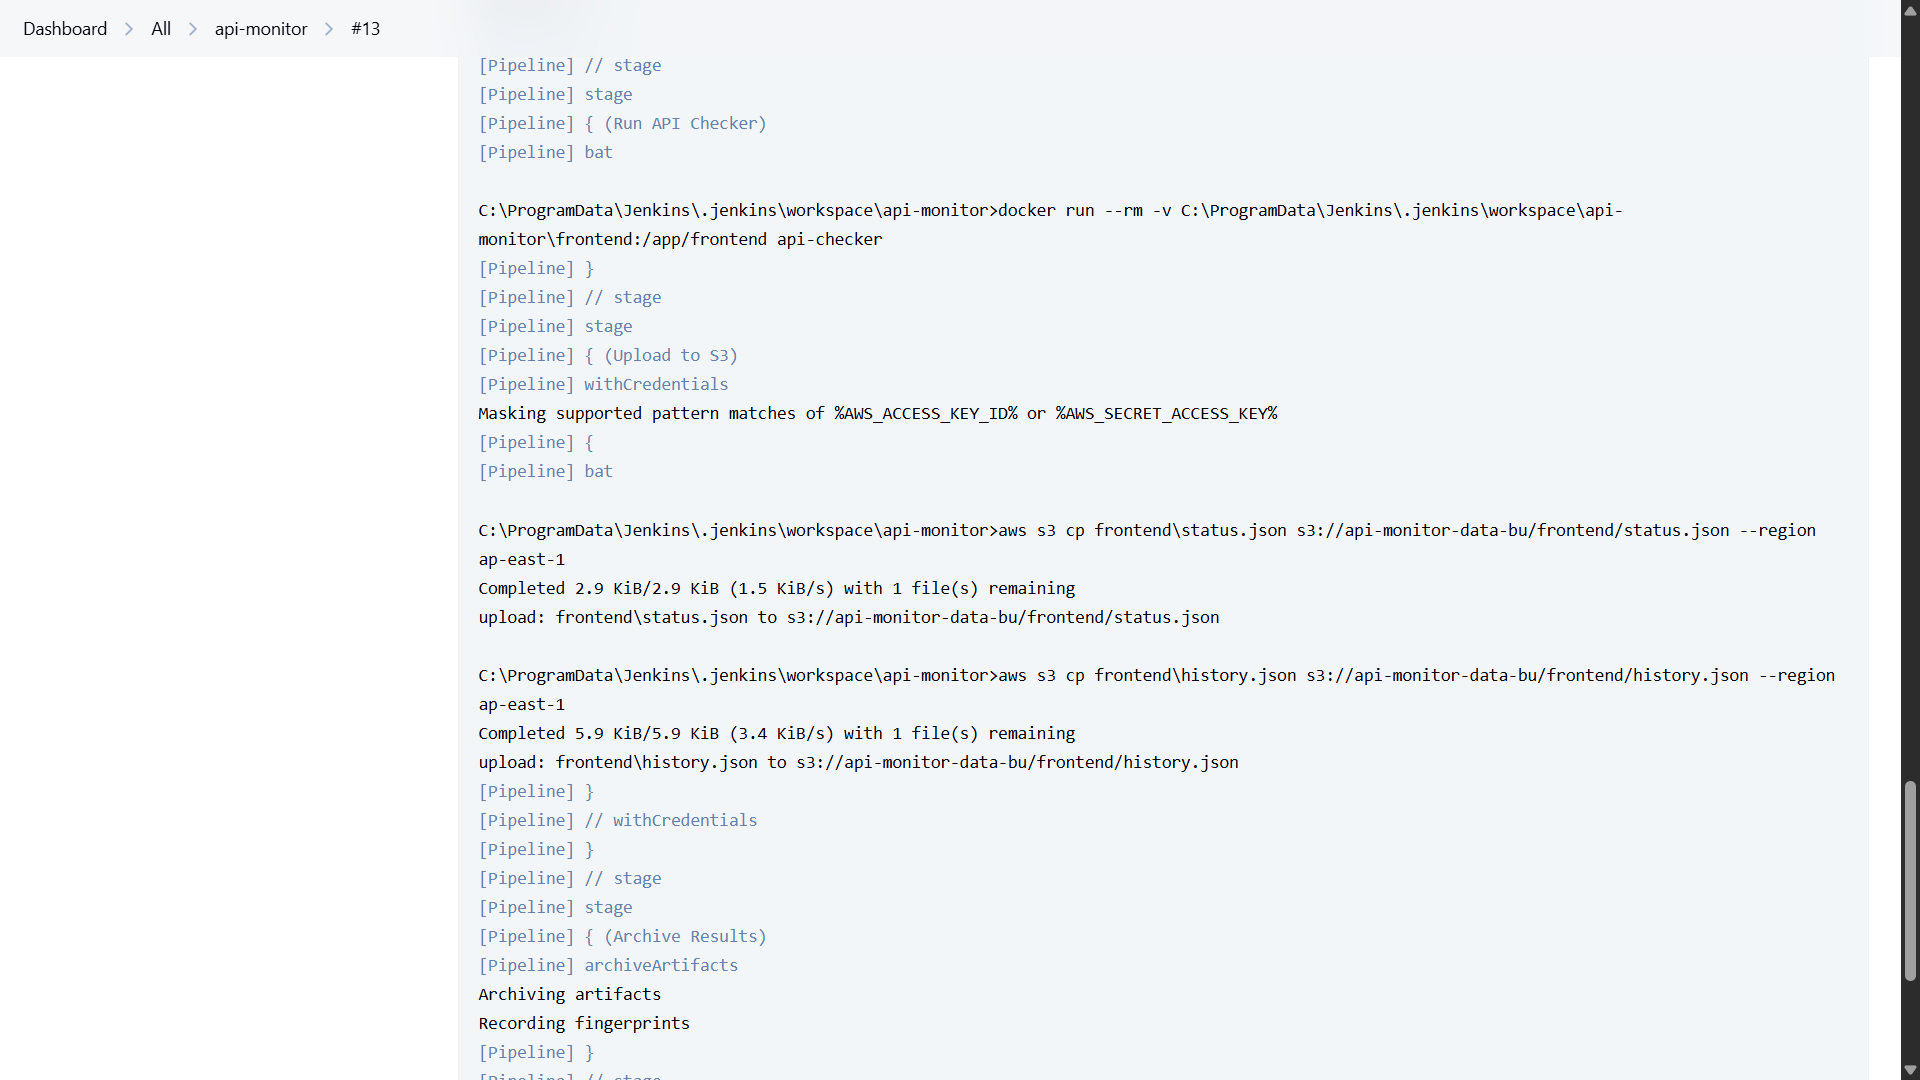 Dashboard > All > api-monitor > #13
[Pipeline] // stage
[Pipeline] stage
[Pipeline] { (Run API Checker)
[Pipeline] bat
C:\ProgramData\Jenkins\.jenkins\workspace\api-monitor>docker run --rm -v C:\ProgramData\Jenkins\.jenkins\workspace\api-
monitor\frontend:/app/frontend api-checker
[Pipeline] }
[Pipeline] // stage
[Pipeline] stage
[Pipeline] { (Upload to S3)
[Pipeline] withCredentials
Masking supported pattern matches of %AWS_ACCESS_KEY_ID% or %AWS_SECRET_ACCESS_KEY%
[Pipeline] {
[Pipeline] bat
C:\ProgramData\Jenkins\.jenkins\workspace\api-monitor>aws s3 cp frontend\status.json s3://api-monitor-data-bu/frontend/status.json --region
ap-east-1
Completed 2.9 KiB/2.9 KiB (1.5 KiB/s) with 1 file(s) remaining
upload: frontend\status.json to s3://api-monitor-data-bu/frontend/status.json
C:\ProgramData\Jenkins\.jenkins\workspace\api-monitor>aws s3 cp frontend\history.json s3://api-monitor-data-bu/frontend/history.json --region
ap-east-1
Completed 5.9 KiB/5.9 KiB (3.4 KiB/s) with 1 file(s) remaining
upload: frontend\history.json to s3://api-monitor-data-bu/frontend/history.json
[Pipeline] }
[Pipeline] // withCredentials
[Pipeline] }
[Pipeline] // stage
[Pipeline] stage
[Pipeline] { (Archive Results)
[Pipeline] archiveArtifacts
Archiving artifacts
Recording fingerprints
[Pipeline] }
[Pipeline] // stage